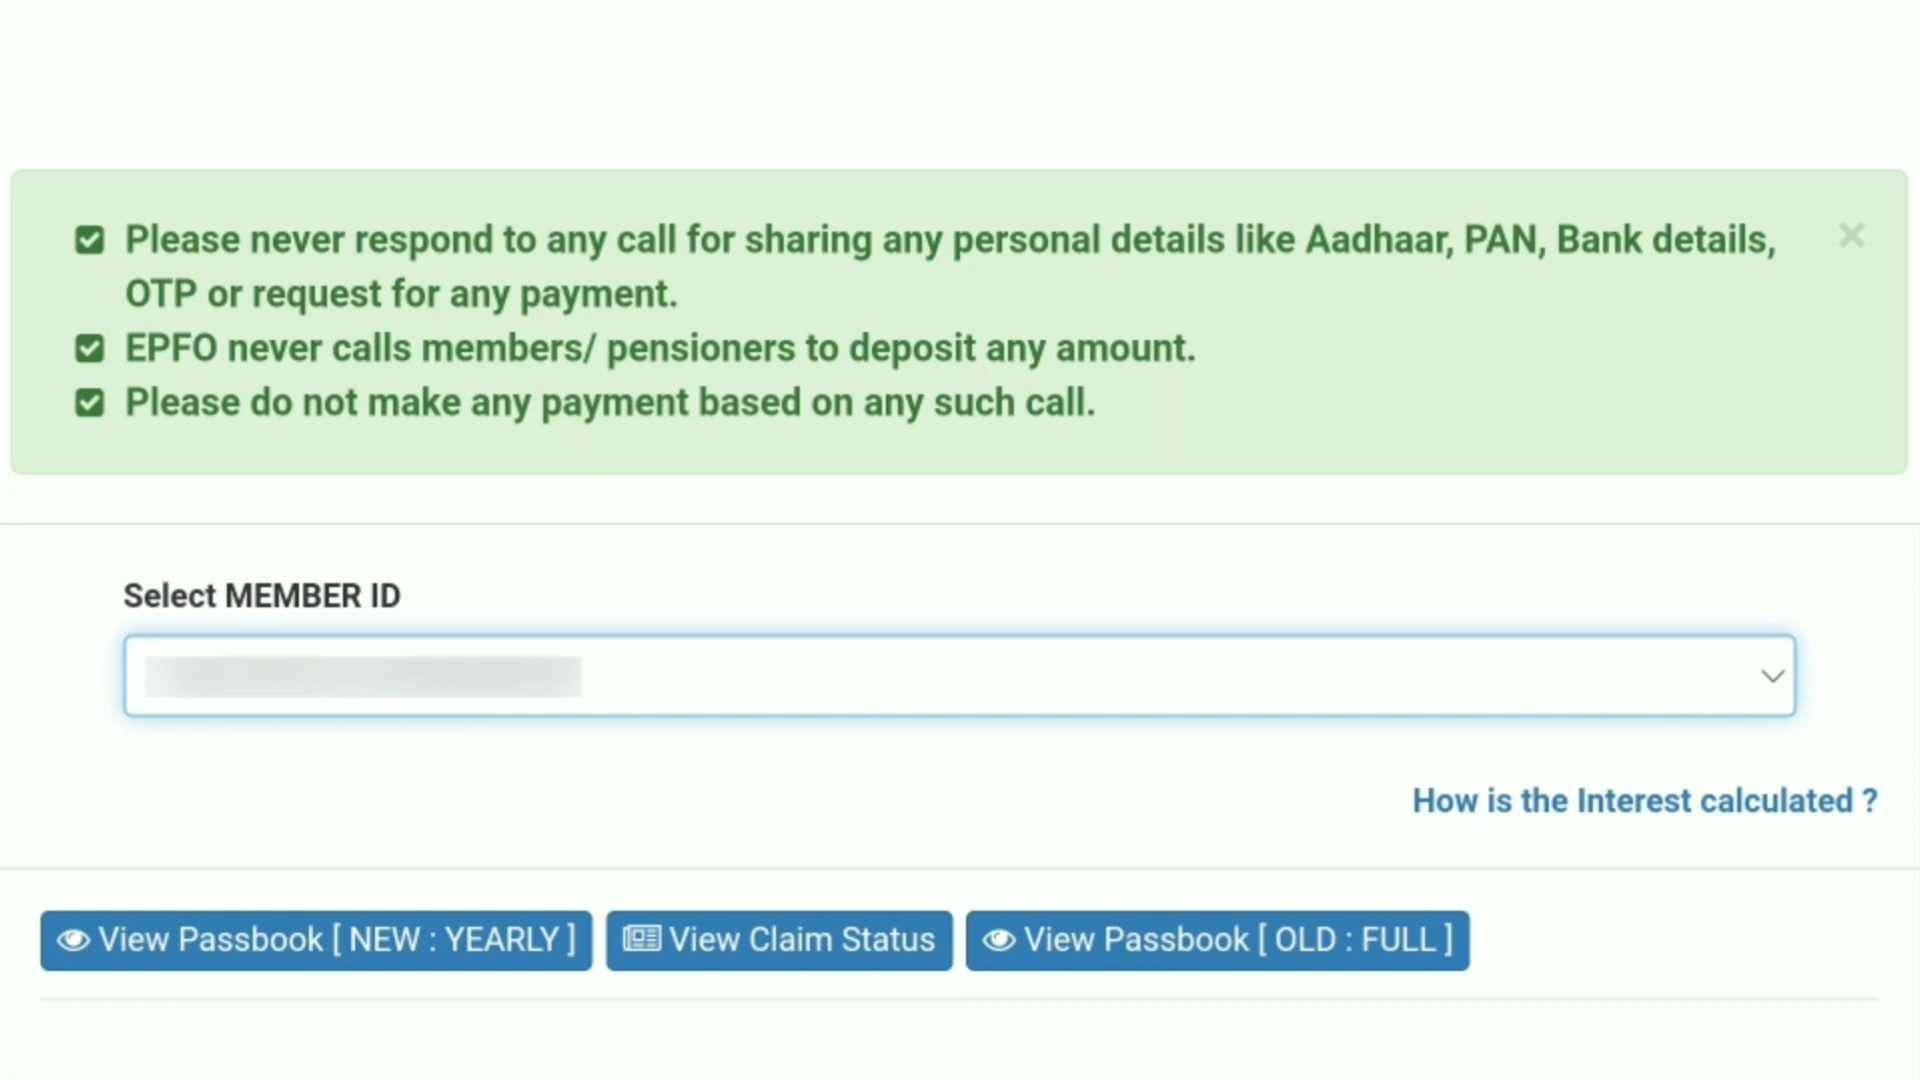 Please never respond to any call for sharing any personal details like Aadhaar, PAN, Bank details,
OTP or request for any payment.
EPFO never calls members/ pensioners to deposit any amount.
Please do not make any payment based on any such call.
Select MEMBER ID
How is the Interest calculated ?
View Passbook [ NEW : YEARLY ] View Claim Status View Passbook [ OLD : FULL ]